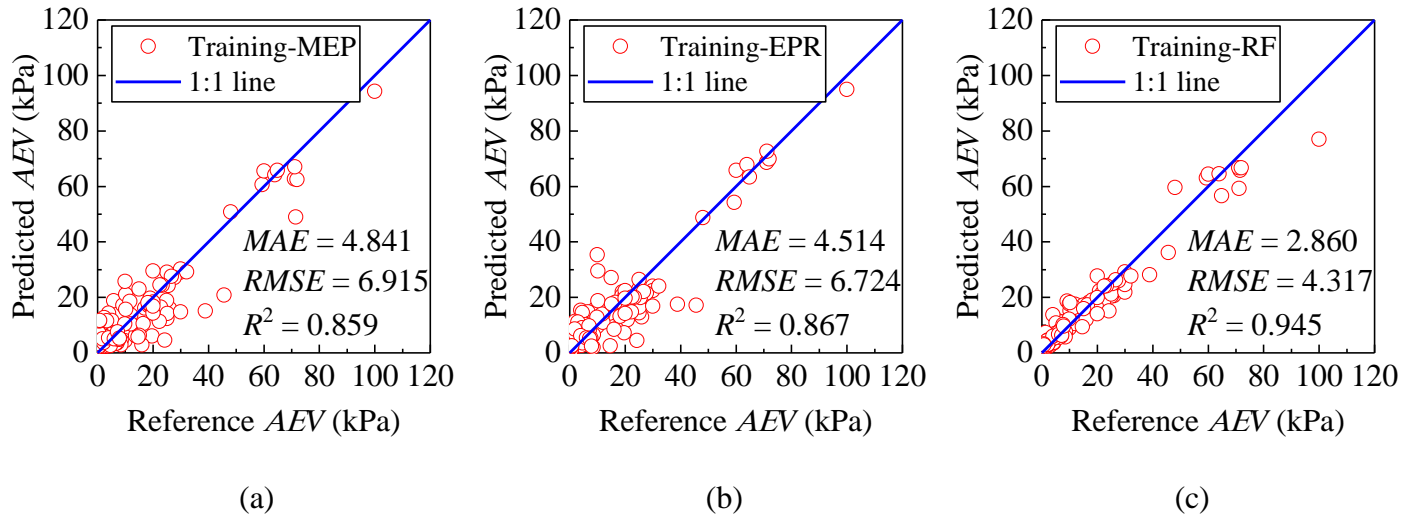 120
100
80
60
40
20
0
Predicted AEV (kPa)
Training-MEP
1:1 line
MAE = 4.841
RMSE = 6.915
R² = 0.859
0 20 40 60 80 100 120
Reference AEV (kPa)
(a)
120
100
80
60
40
20
0
Predicted AEV (kPa)
Training-EPR
1:1 line
MAE = 4.514
RMSE = 6.724
R² = 0.867
0 20 40 60 80 100 120
Reference AEV (kPa)
(b)
120
100
80
60
40
20
0
Predicted AEV (kPa)
Training-RF
1:1 line
MAE = 2.860
RMSE = 4.317
R² = 0.945
0 20 40 60 80 100 120
Reference AEV (kPa)
(c)